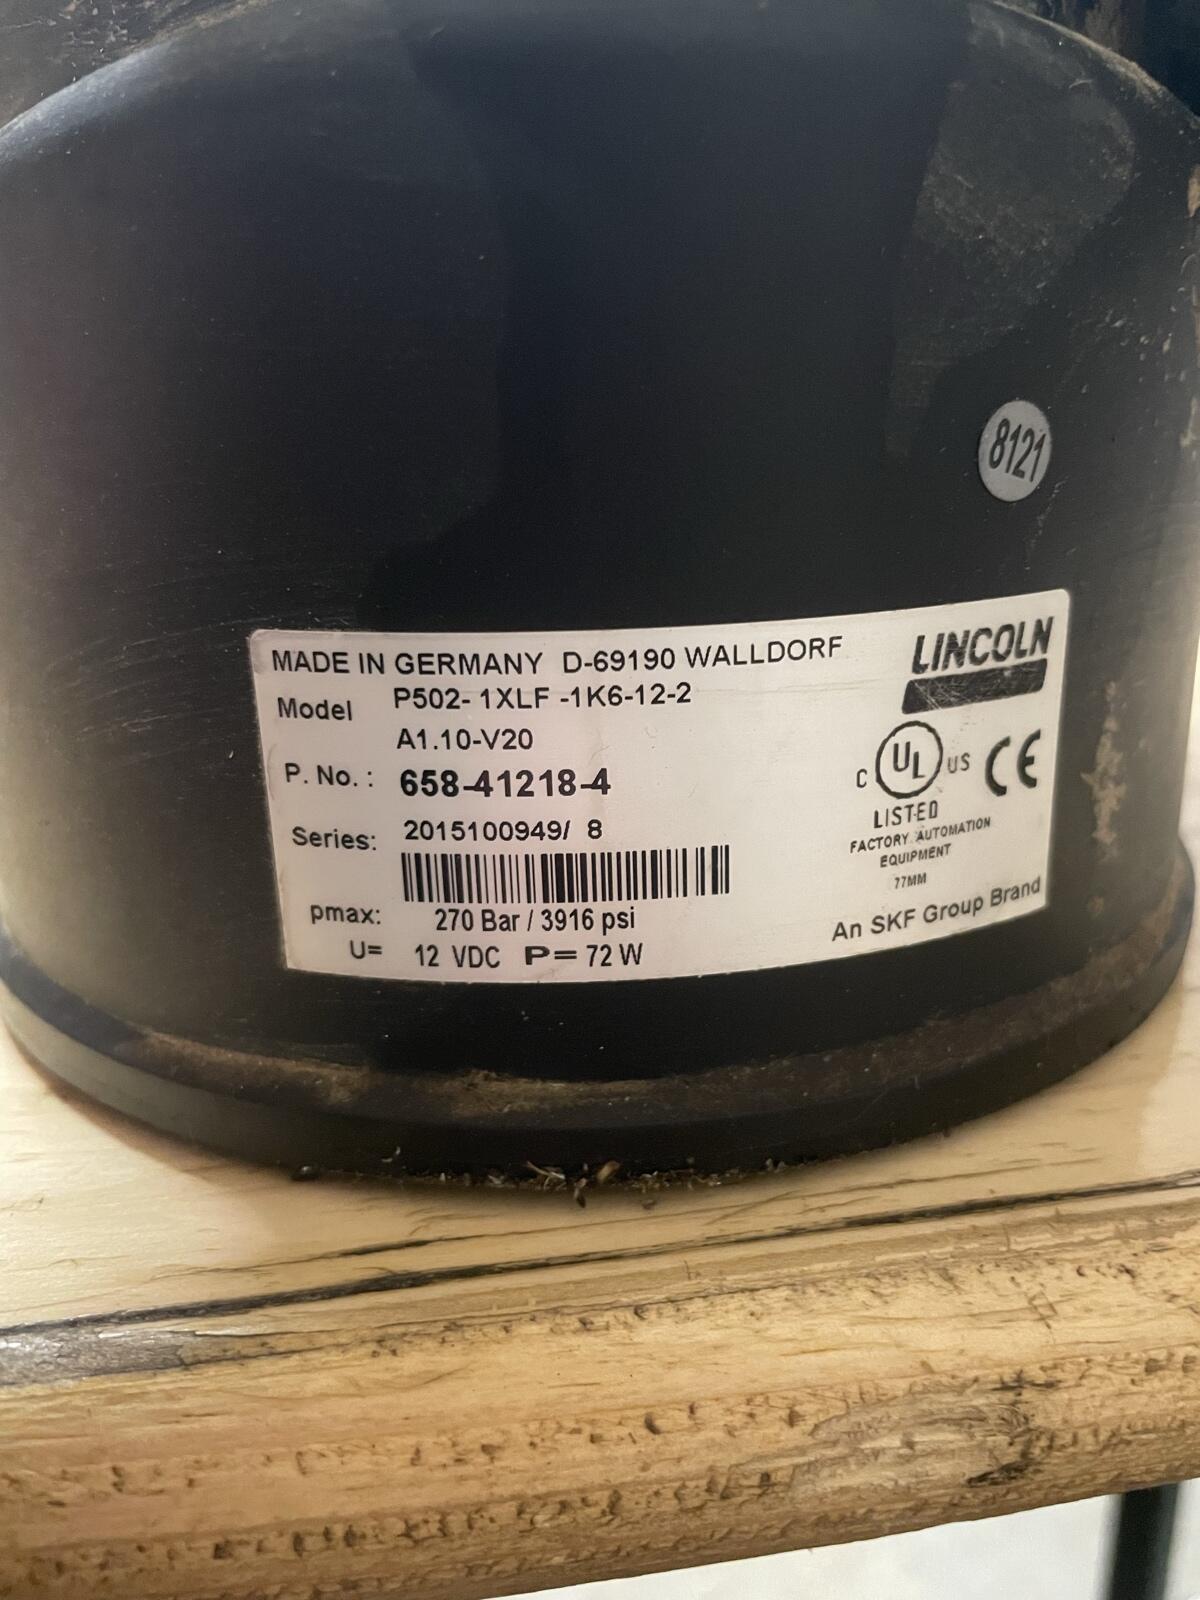 8121
MADE IN GERMANY D-69190 WALLDORF
LINCOLN
Model P502- 1XLF -1K6-12-2
A1.10-V20
P. No. : 658-41218-4
Series: 2015100949/ 8
pmax: 270 Bar / 3916 psi
U= 12 VDC P= 72 W
C UL US CE
LISTED
FACTORY AUTOMATION
EQUIPMENT
77MM
An SKF Group Brand